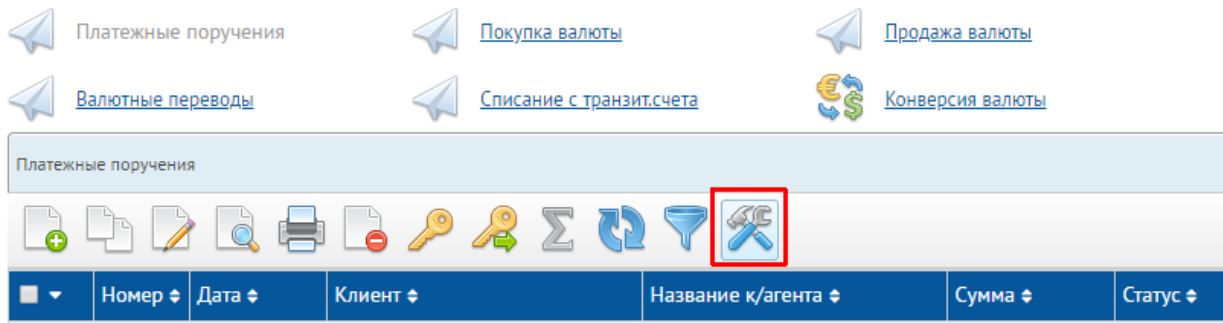 Платежные поручения
Покупка валюты
Продажа валюты
Валютные переводы
Списание с транзит.счета
Конверсия валюты
Платежные поручения
Номер Дата Клиент Название к/агента Сумма Статус